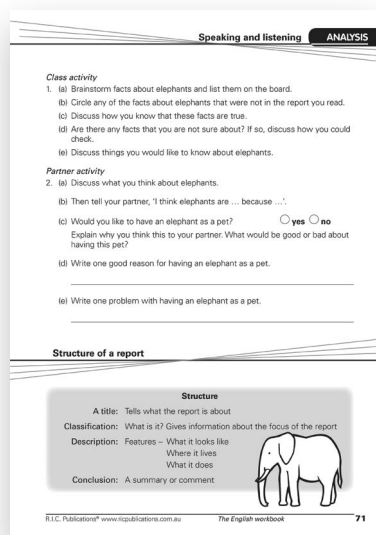 Speaking and listening ANALYSIS
Class activity
1. (a) Brainstorm facts about elephants and list them on the board.
(b) Circle any of the facts about elephants that were not in the report you read.
(c) Discuss how you know that these facts are true.
(d) Are there any facts that you are not sure about? If so, discuss how you could
check.
(e) Discuss things you would like to know about elephants.
Partner activity
2. (a) Discuss what you think about elephants.
(b) Then tell your partner, 'I think elephants are ... because ...'.
(c) Would you like to have an elephant as a pet? yes no
Explain why you think this to your partner. What would be good or bad about
having this pet?
(d) Write one good reason for having an elephant as a pet.
(e) Write one problem with having an elephant as a pet.
Structure of a report
Structure
A title: Tells what the report is about
Classification: What is it? Gives information about the focus of the report
Description: Features – What it looks like
Where it lives
What it does
Conclusion: A summary or comment
R.I.C. Publications® www.ricpublications.com.au The English workbook 71